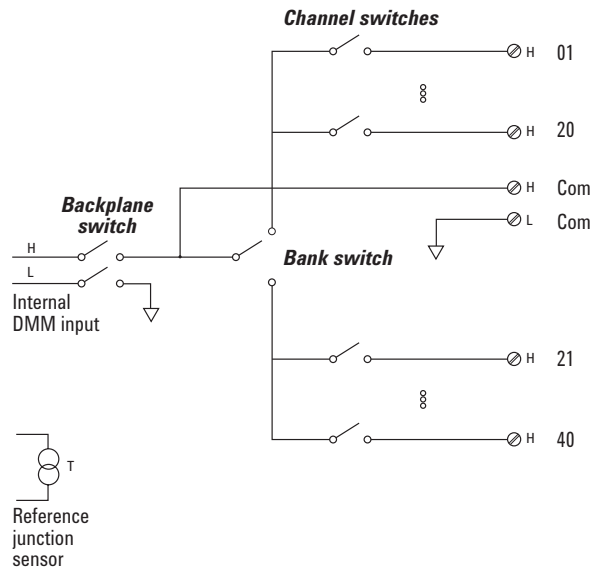 Channel switches
H 01
H 20
H Com
L Com
Backplane
switch
H
L
Internal
DMM input
Bank switch
H 21
H 40
T
Reference
junction
sensor